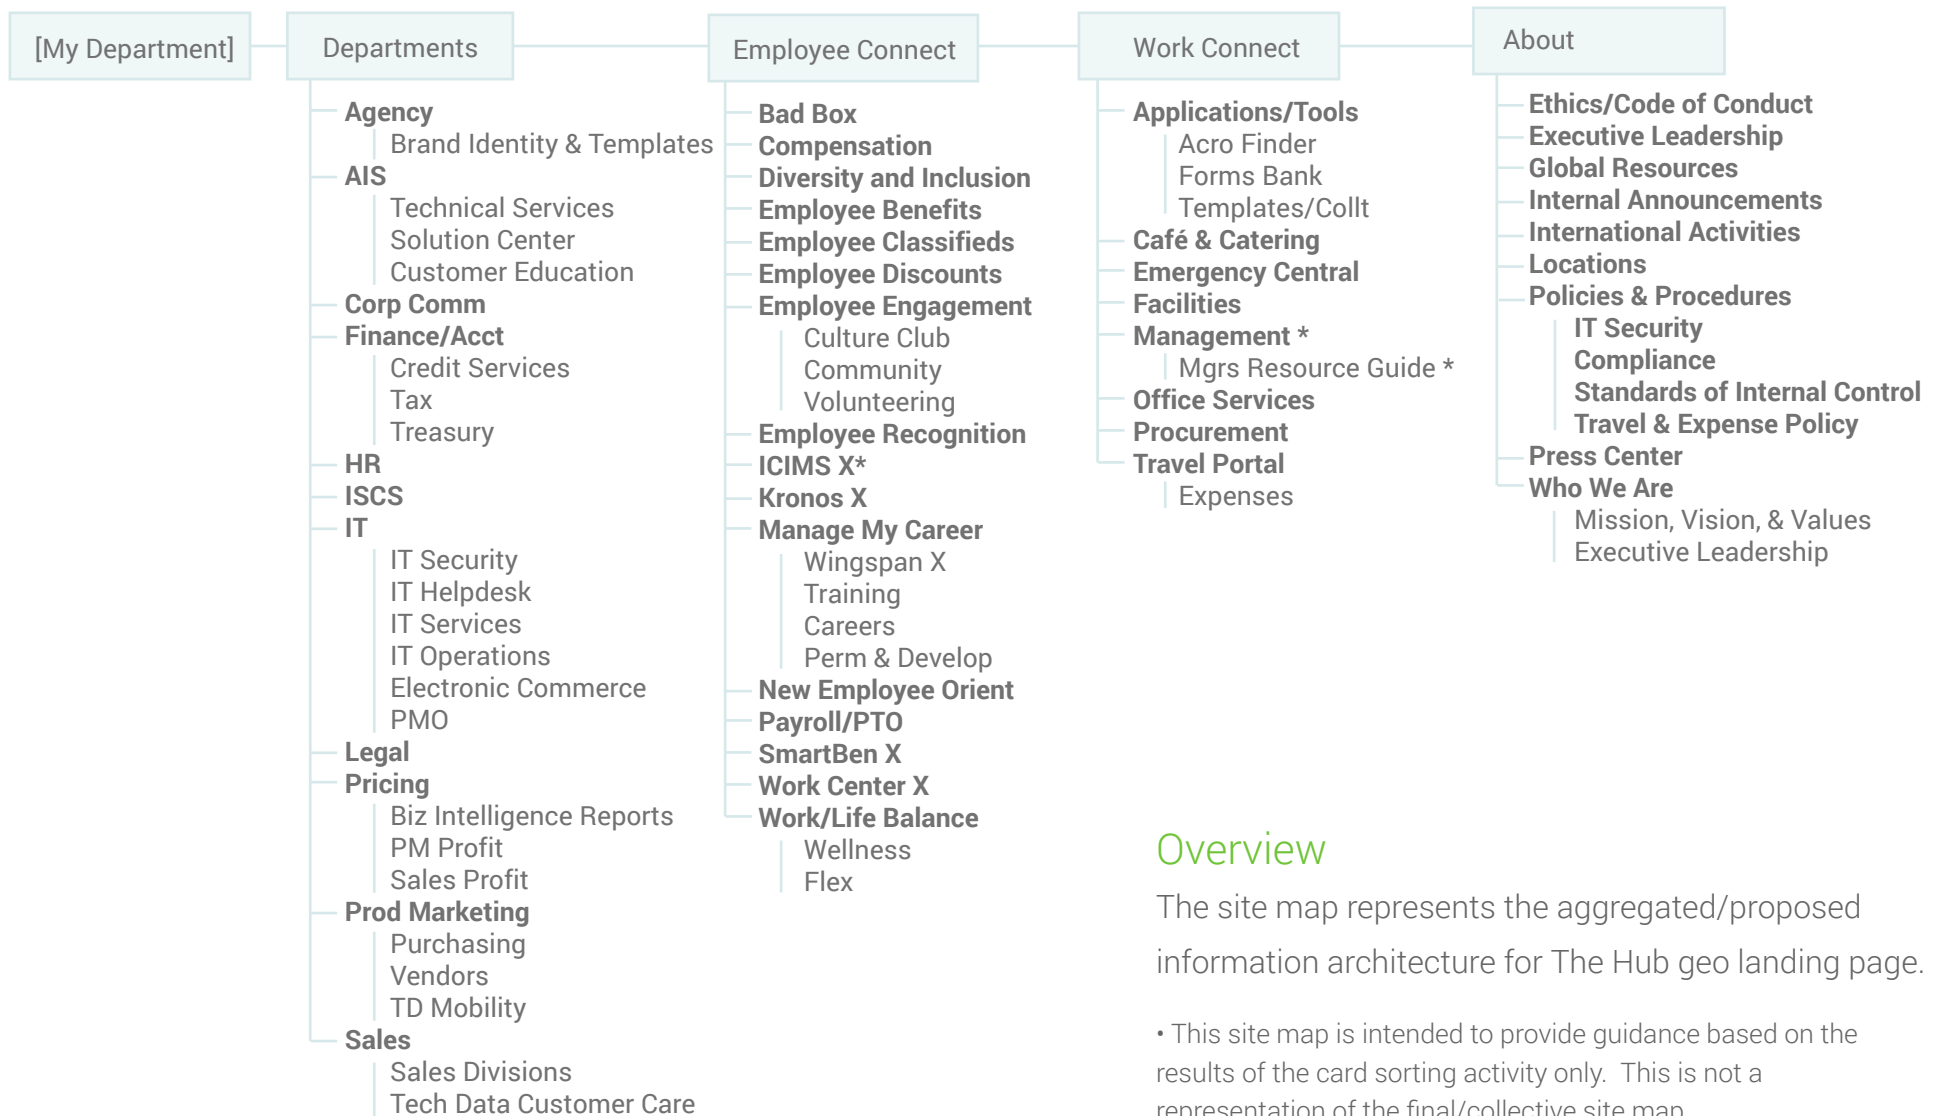 [My Department]
Departments
Employee Connect
Work Connect
About
Agency
Brand Identity & Templates
AIS
Technical Services
Solution Center
Customer Education
Corp Comm
Finance/Acct
Credit Services
Tax
Treasury
HR
ISCS
IT
IT Security
IT Helpdesk
IT Services
IT Operations
Electronic Commerce
PMO
Legal
Pricing
Biz Intelligence Reports
PM Profit
Sales Profit
Prod Marketing
Purchasing
Vendors
TD Mobility
Sales
Sales Divisions
Tech Data Customer Care
Bad Box
Compensation
Diversity and Inclusion
Employee Benefits
Employee Classifieds
Employee Discounts
Employee Engagement
Culture Club
Community
Volunteering
Employee Recognition
ICIMS X*
Kronos X
Manage My Career
Wingspan X
Training
Careers
Perm & Develop
New Employee Orient
Payroll/PTO
SmartBen X
Work Center X
Work/Life Balance
Wellness
Flex
Applications/Tools
Acro Finder
Forms Bank
Templates/Collt
Café & Catering
Emergency Central
Facilities
Management *
Mgrs Resource Guide *
Office Services
Procurement
Travel Portal
Expenses
Ethics/Code of Conduct
Executive Leadership
Global Resources
Internal Announcements
International Activities
Locations
Policies & Procedures
IT Security
Compliance
Standards of Internal Control
Travel & Expense Policy
Press Center
Who We Are
Mission, Vision, & Values
Executive Leadership
Overview
The site map represents the aggregated/proposed
information architecture for The Hub geo landing page.
• This site map is intended to provide guidance based on the
results of the card sorting activity only.  This is not a
representation of the final/collective site map